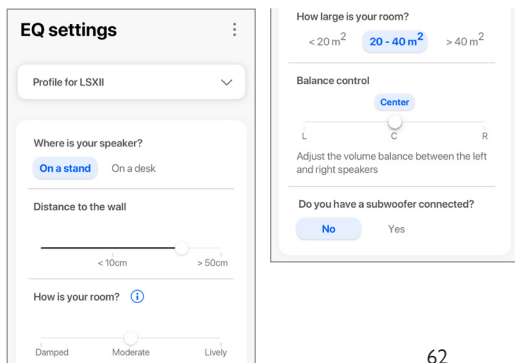 EQ settings
Profile for LSXII
Where is your speaker?
On a stand On a desk
Distance to the wall
< 10cm > 50cm
How is your room?
Damped Moderate Lively
How large is your room?
< 20 m² 20 - 40 m² > 40 m²
Balance control
Center
L C R
Adjust the volume balance between the left
and right speakers
Do you have a subwoofer connected?
No Yes
62